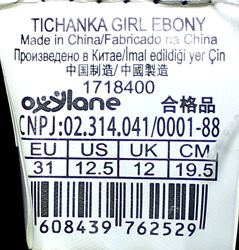 TICHANKA GIRL EBONY
Made in China/Fabricado na China
Произведено в Китае/İmal edildiği yer Çin
中国制造/中國製造
1718400
oxylane 合格品
CNPJ:02.314.041/0001-88
EU US UK CM
31 12.5 12 19.5
3 608439 762529